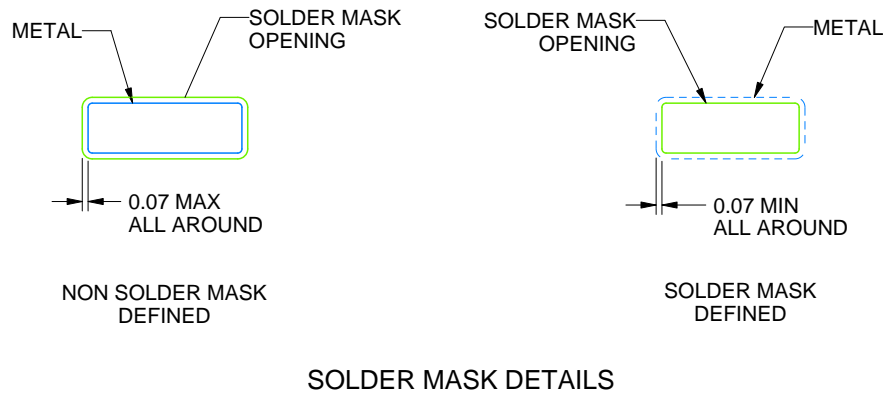 METAL
SOLDER MASK
OPENING
0.07 MAX
ALL AROUND
NON SOLDER MASK
DEFINED
SOLDER MASK
OPENING
METAL
0.07 MIN
ALL AROUND
SOLDER MASK
DEFINED
SOLDER MASK DETAILS